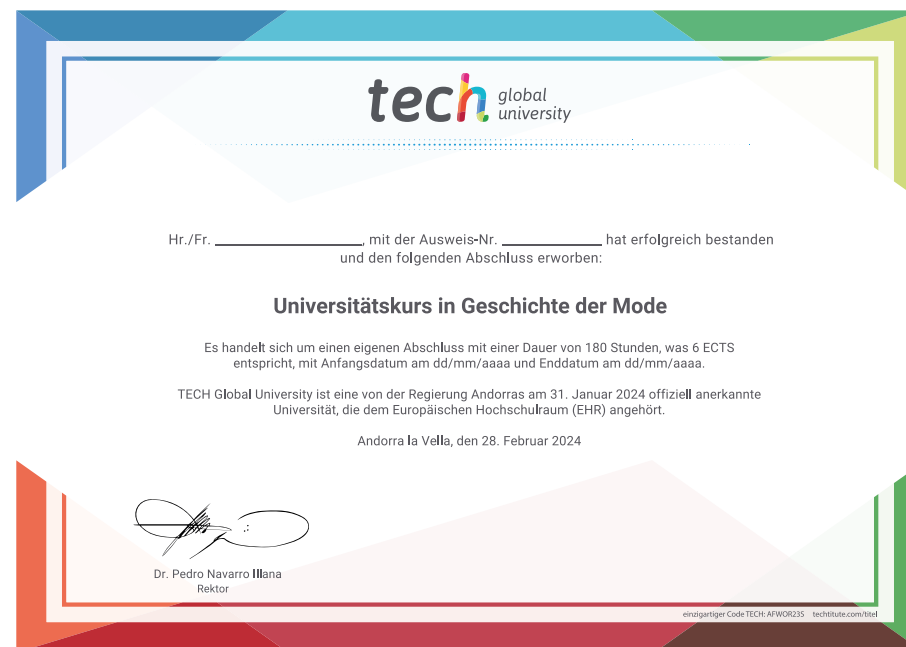 tech global university
Hr./Fr. ____________________, mit der Ausweis-Nr. ______________ hat erfolgreich bestanden
und den folgenden Abschluss erworben:
Universitätskurs in Geschichte der Mode
Es handelt sich um einen eigenen Abschluss mit einer Dauer von 180 Stunden, was 6 ECTS
entspricht, mit Anfangsdatum am dd/mm/aaaa und Enddatum am dd/mm/aaaa.
TECH Global University ist eine von der Regierung Andorras am 31. Januar 2024 offiziell anerkannte
Universität, die dem Europäischen Hochschulraum (EHR) angehört.
Andorra la Vella, den 28. Februar 2024
Dr. Pedro Navarro Illana
Rektor
einzigartiger Code TECH: AFWOR235 techtitute.com/titel